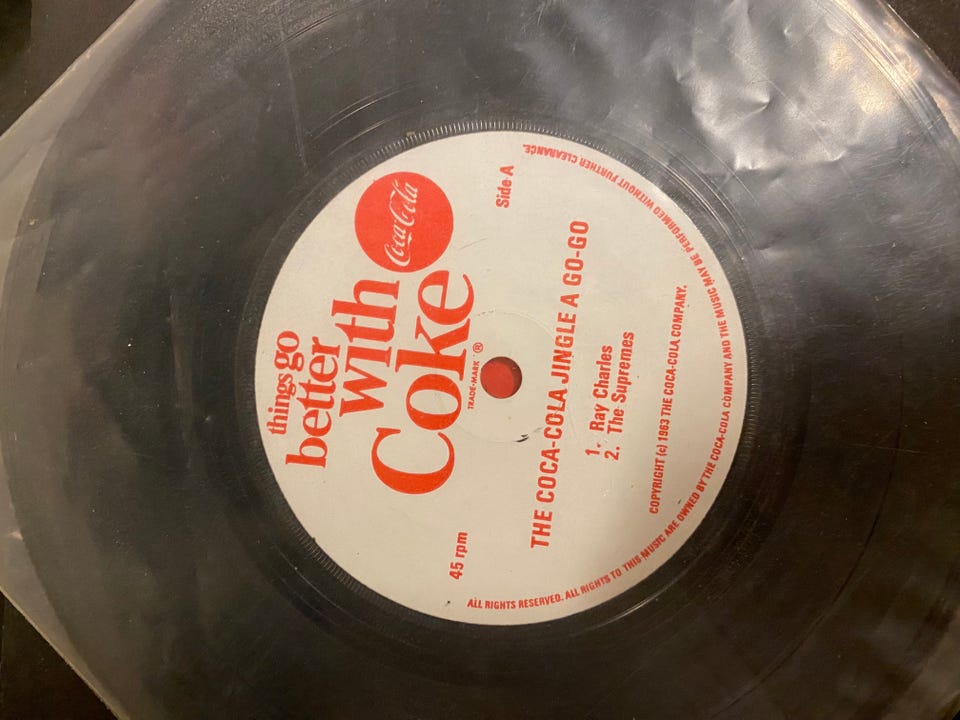 things go
better
with
Coke
Coca-Cola
TRADE-MARK ®
45 rpm
Side A
THE COCA-COLA JINGLE A GO-GO
1. Ray Charles
2. The Supremes
COPYRIGHT (c) 1963 THE COCA-COLA COMPANY.
ALL RIGHTS RESERVED. ALL RIGHTS TO THIS MUSIC ARE OWNED BY THE COCA-COLA COMPANY AND THE MUSIC MAY BE PERFORMED WITHOUT FURTHER CLEARANCE.